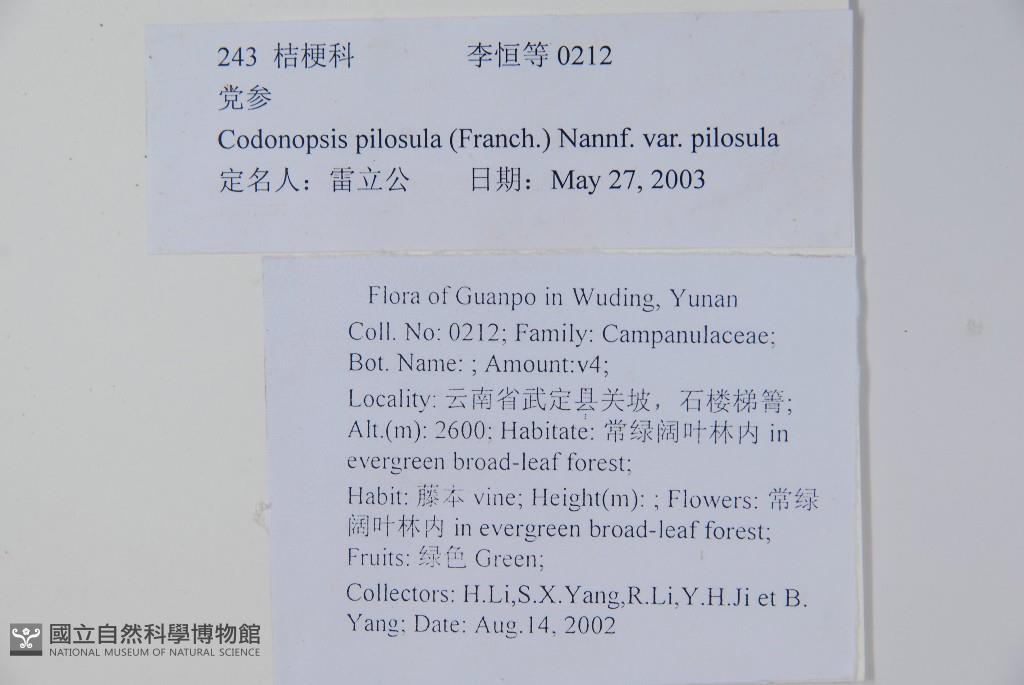 243 桔梗科 李恒等 0212
党参
Codonopsis pilosula (Franch.) Nannf. var. pilosula
定名人：雷立公 日期：May 27, 2003
Flora of Guanpo in Wuding, Yunan
Coll. No: 0212; Family: Campanulaceae;
Bot. Name: ; Amount:v4;
Locality: 云南省武定县关坡，石楼梯箐;
Alt.(m): 2600; Habitate: 常绿阔叶林内 in
evergreen broad-leaf forest;
Habit: 藤本 vine; Height(m): ; Flowers: 常绿
阔叶林内 in evergreen broad-leaf forest;
Fruits: 绿色 Green;
Collectors: H.Li,S.X.Yang,R.Li,Y.H.Ji et B.
Yang; Date: Aug.14, 2002
國立自然科學博物館
NATIONAL MUSEUM OF NATURAL SCIENCE